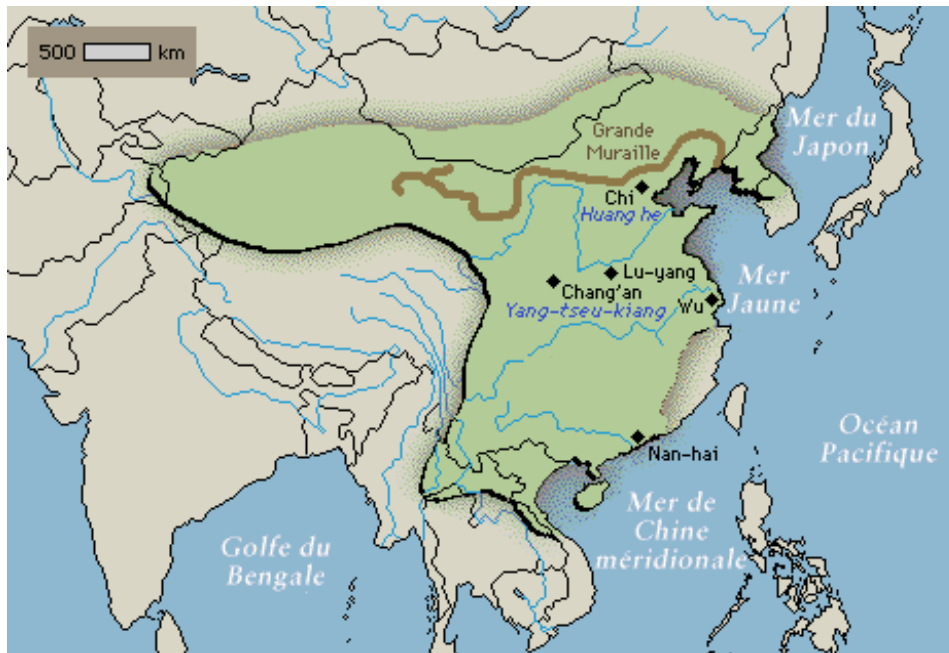 500 km
Mer du
Japon
Grande
Muraille
Chi
Huang he
Lu-yang
Chang'an
Mer
Jaune
Wu
Yang-tseu-kiang
Océan
Pacifique
Nan-hai
Mer de
Chine
méridionale
Golfe du
Bengale